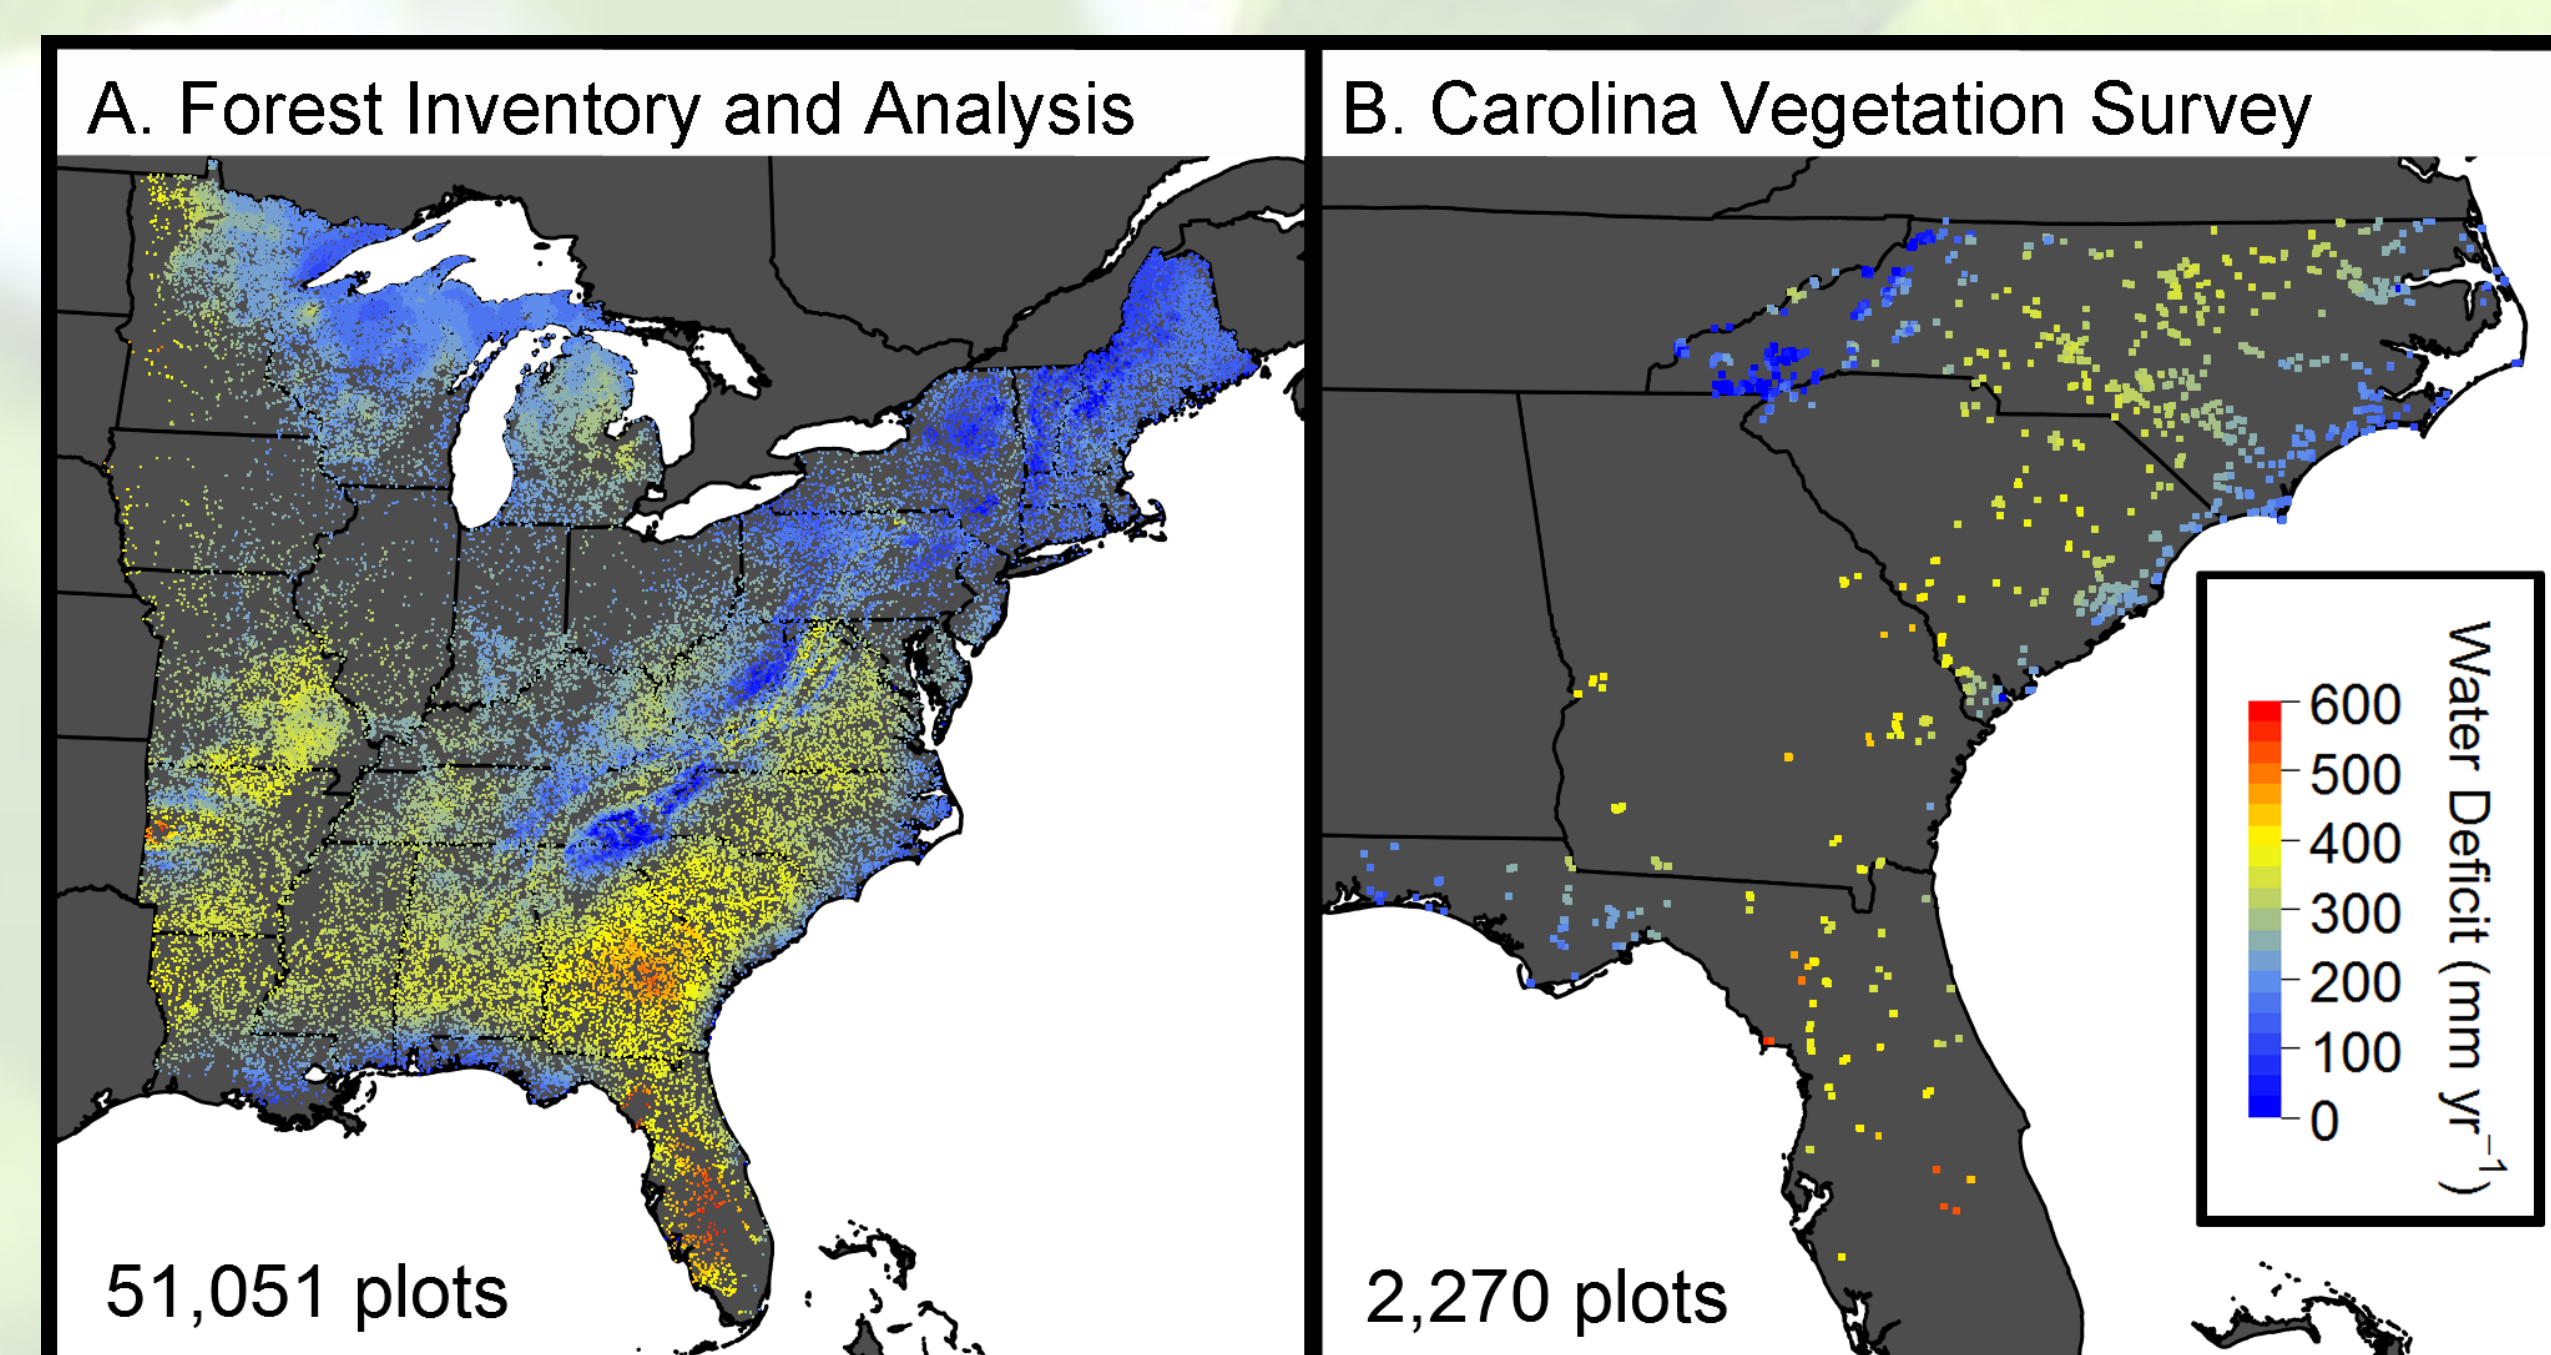 A. Forest Inventory and Analysis
51,051 plots
B. Carolina Vegetation Survey
2,270 plots
600
500
400
300
200
100
0
Water Deficit (mm yr⁻¹)